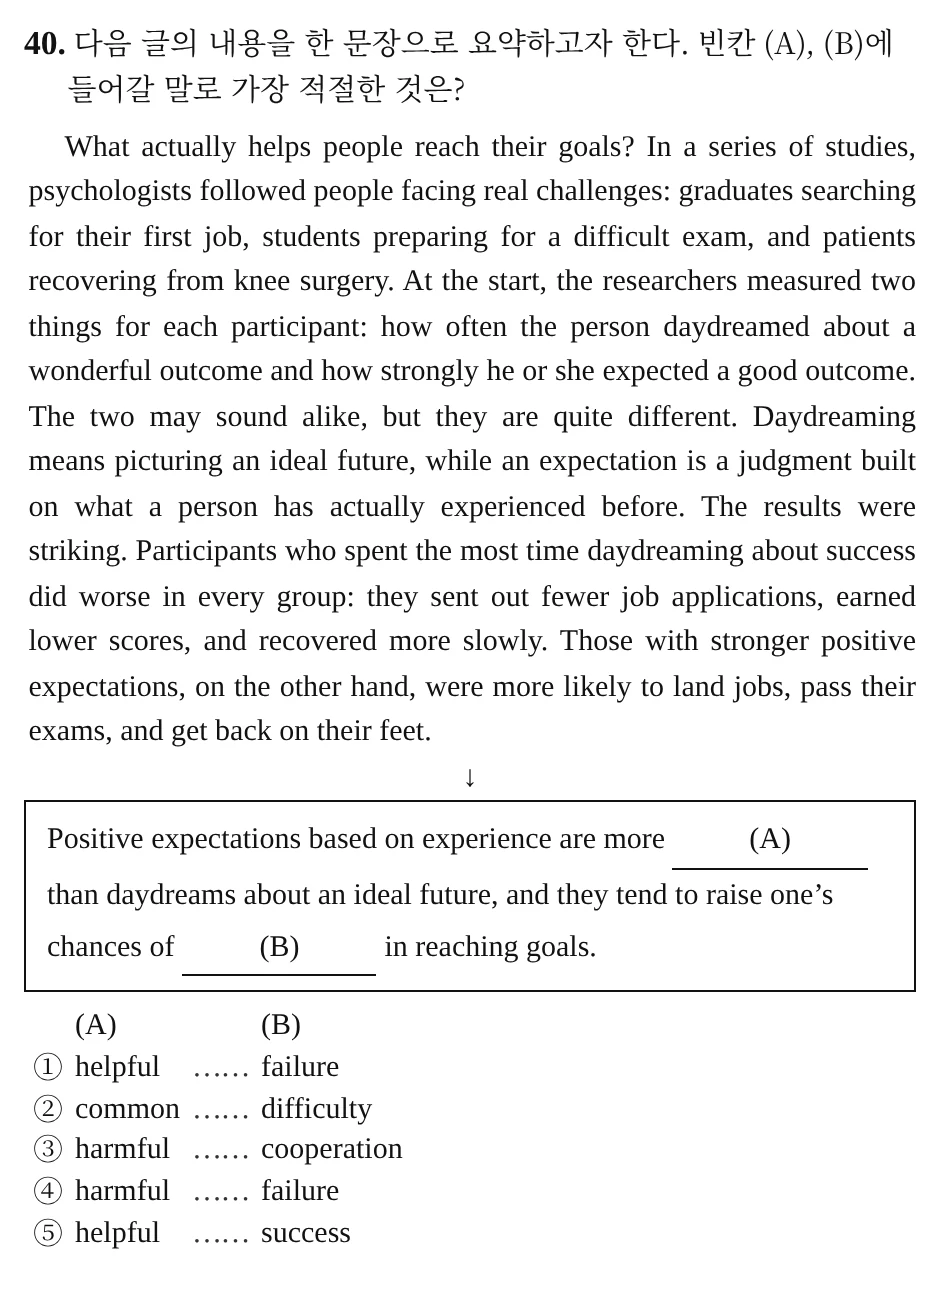 40. 다음 글의 내용을 한 문장으로 요약하고자 한다. 빈칸 (A), (B)에
들어갈 말로 가장 적절한 것은?
What actually helps people reach their goals? In a series of studies,
psychologists followed people facing real challenges: graduates searching
for their first job, students preparing for a difficult exam, and patients
recovering from knee surgery. At the start, the researchers measured two
things for each participant: how often the person daydreamed about a
wonderful outcome and how strongly he or she expected a good outcome.
The two may sound alike, but they are quite different. Daydreaming
means picturing an ideal future, while an expectation is a judgment built
on what a person has actually experienced before. The results were
striking. Participants who spent the most time daydreaming about success
did worse in every group: they sent out fewer job applications, earned
lower scores, and recovered more slowly. Those with stronger positive
expectations, on the other hand, were more likely to land jobs, pass their
exams, and get back on their feet.
↓
Positive expectations based on experience are more (A)
than daydreams about an ideal future, and they tend to raise one’s
chances of (B) in reaching goals.
(A) (B)
① helpful …… failure
② common …… difficulty
③ harmful …… cooperation
④ harmful …… failure
⑤ helpful …… success